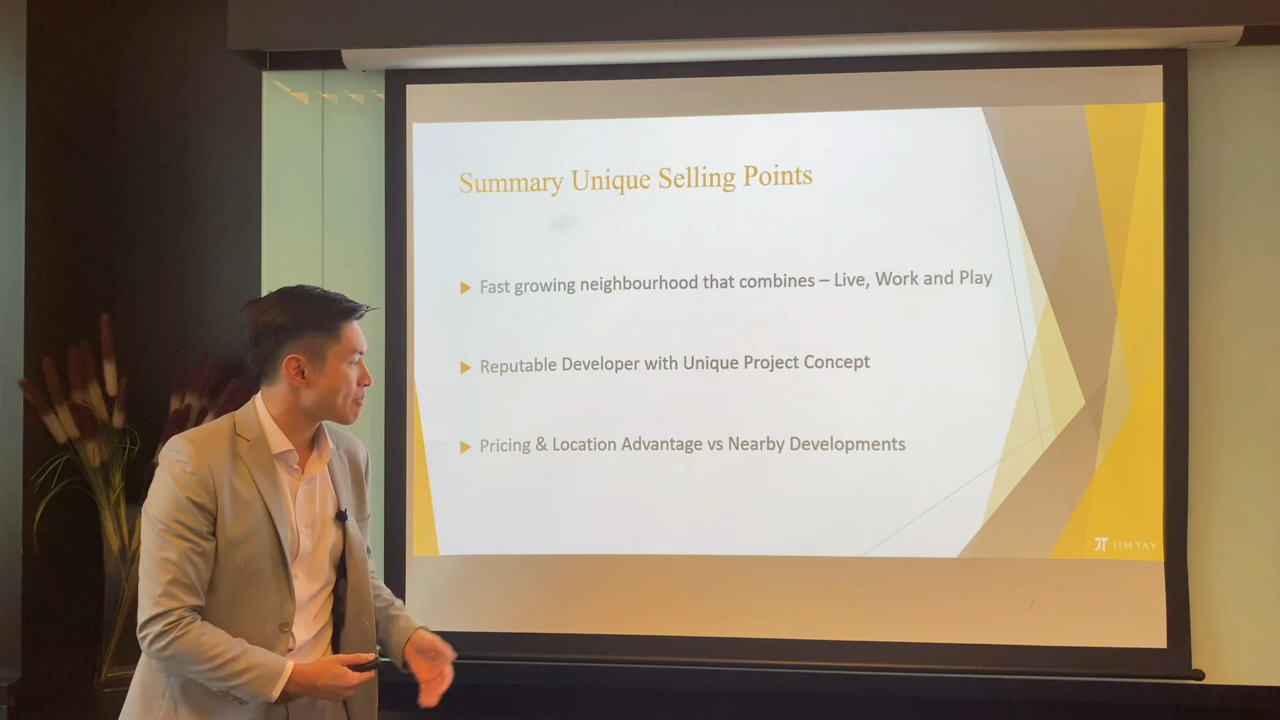 Summary Unique Selling Points
Fast growing neighbourhood that combines – Live, Work and Play
Reputable Developer with Unique Project Concept
Pricing & Location Advantage vs Nearby Developments
JIM TAY